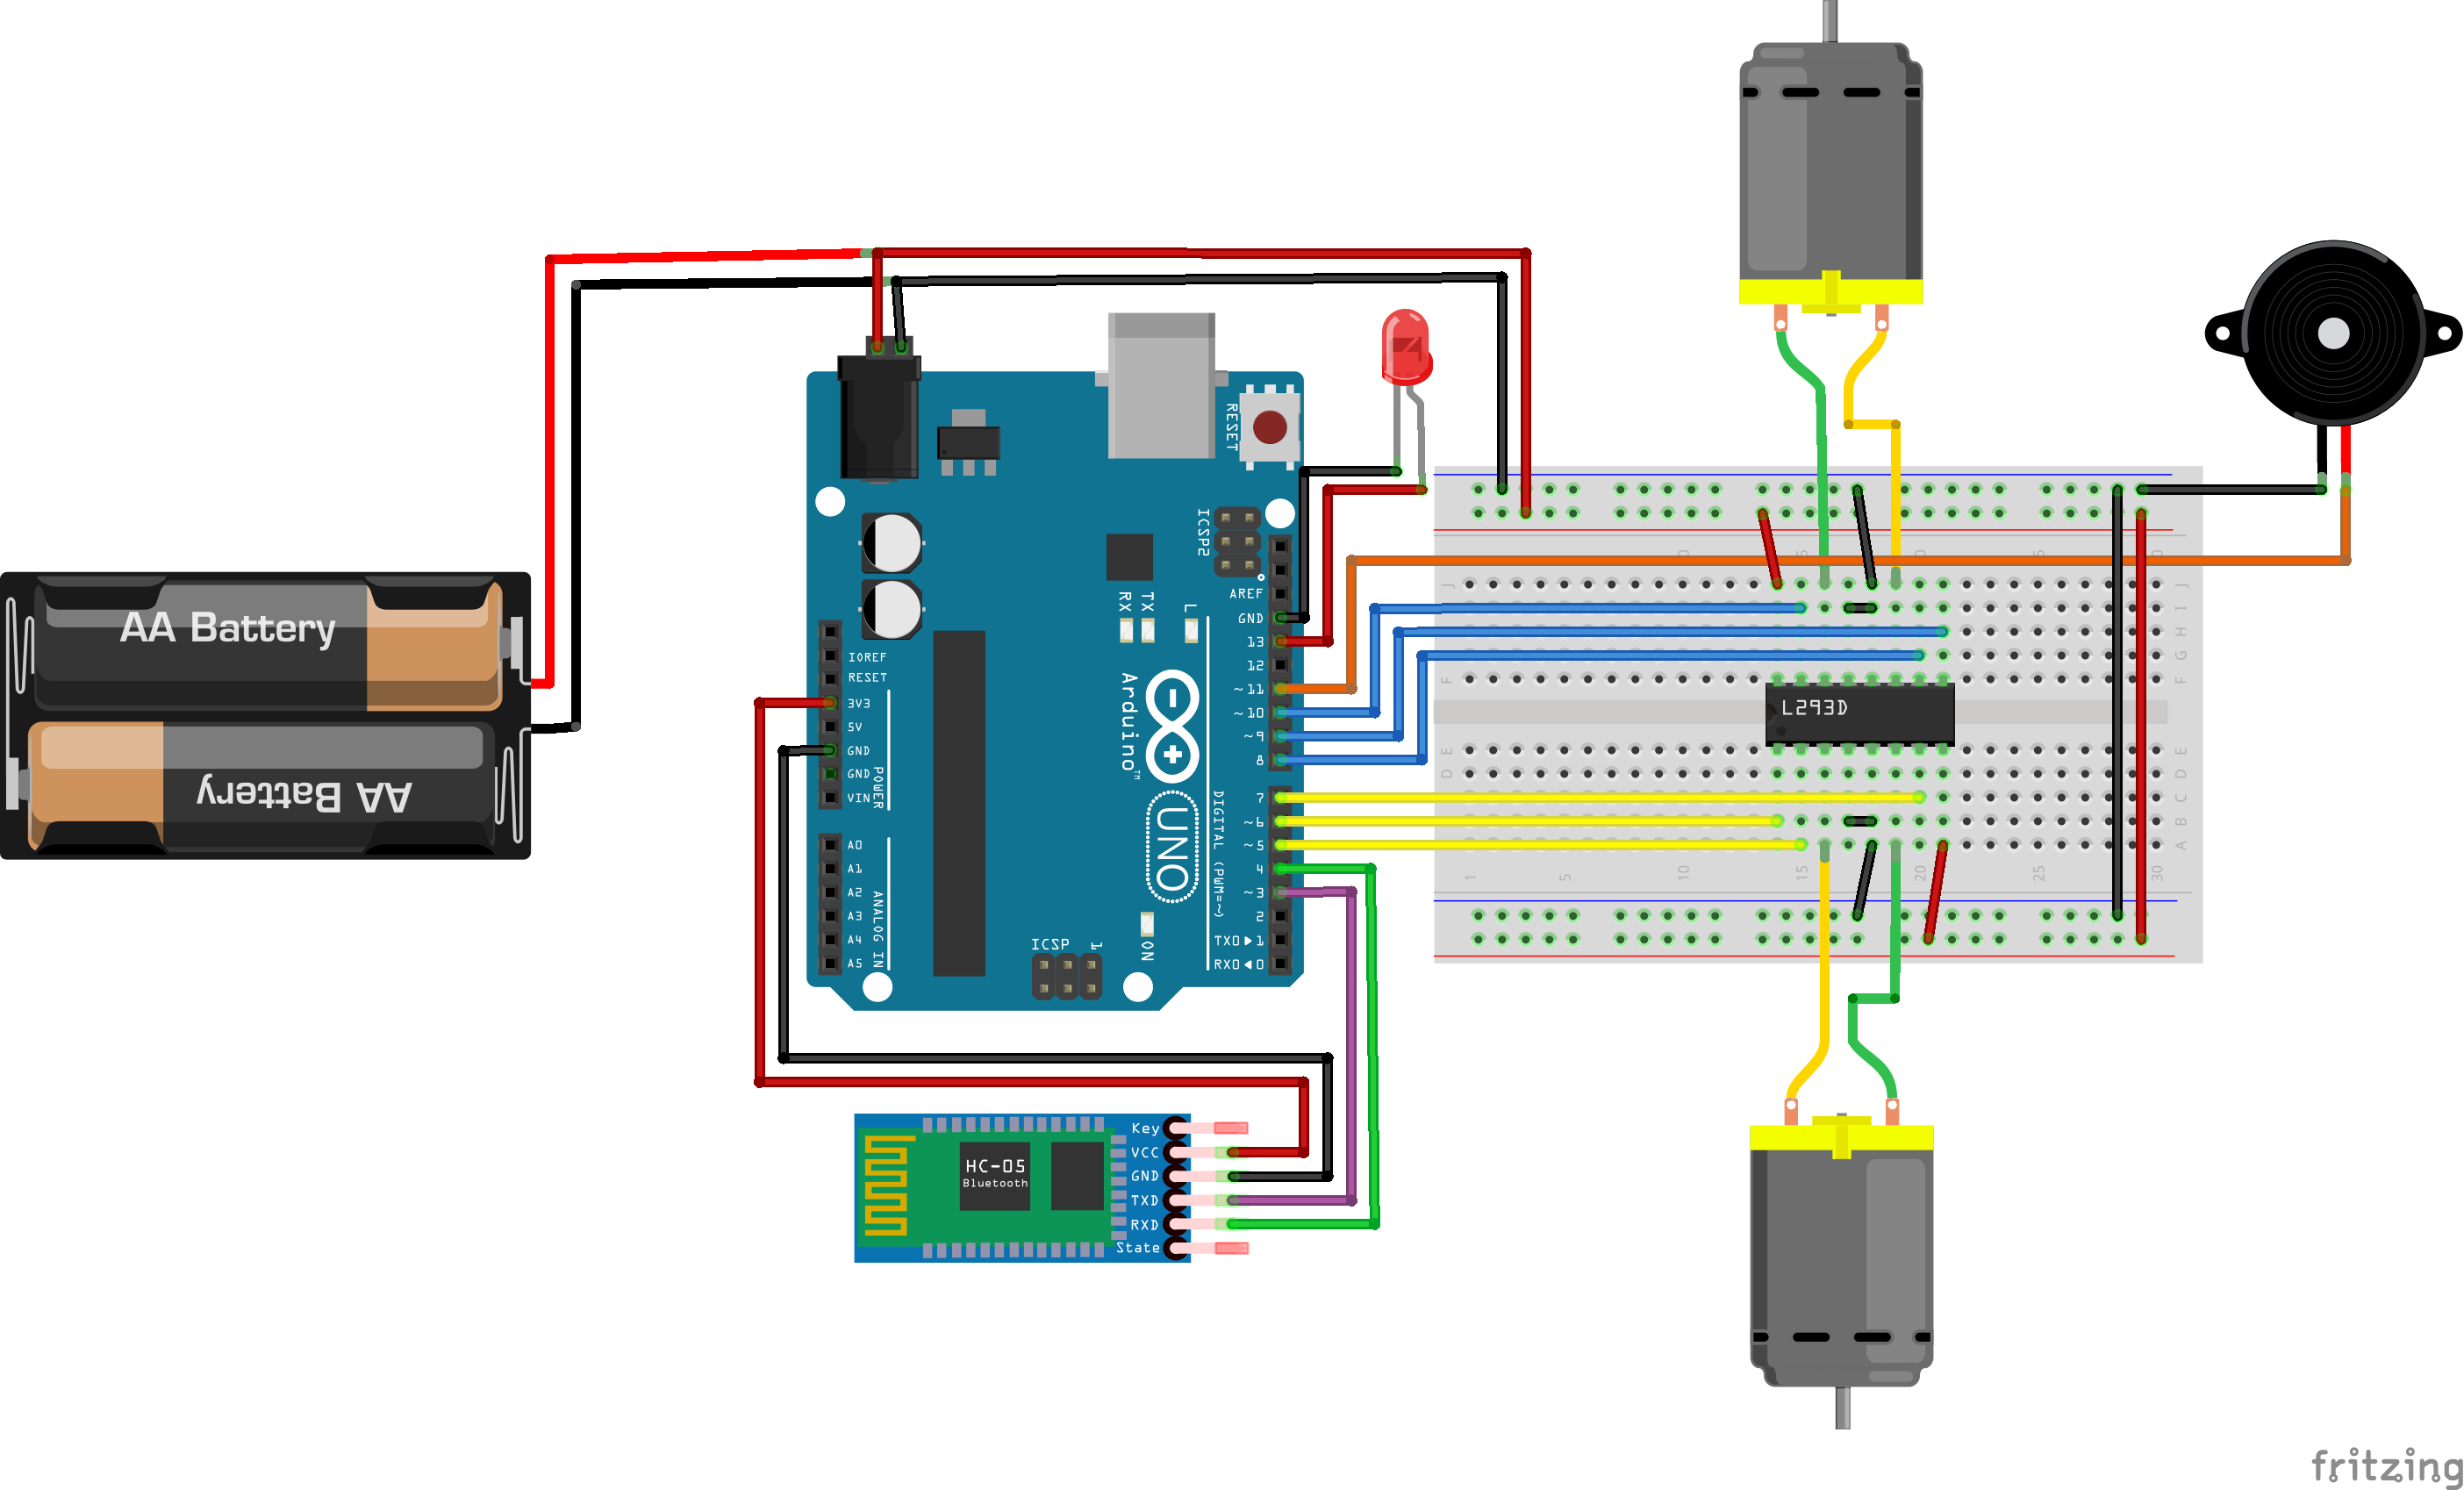 AA Battery
AA Battery
RESET
ICSP2
AREF
GND
13
12
~11
~10
~9
8
7
~6
~5
4
~3
2
TX0▶1
RX0◀0
RX
TX
L
IOREF
RESET
3V3
5V
GND
GND
VIN
POWER
A0
A1
A2
A3
A4
A5
ANALOG IN
Arduino™
UNO
DIGITAL (PWM=~)
ICSP
1
ON
L293D
J
I
H
G
F
E
D
C
B
A
J
I
H
G
F
E
D
C
B
A
1
5
10
15
20
25
30
HC-05
Bluetooth
Key
VCC
GND
TXD
RXD
State
fritzing